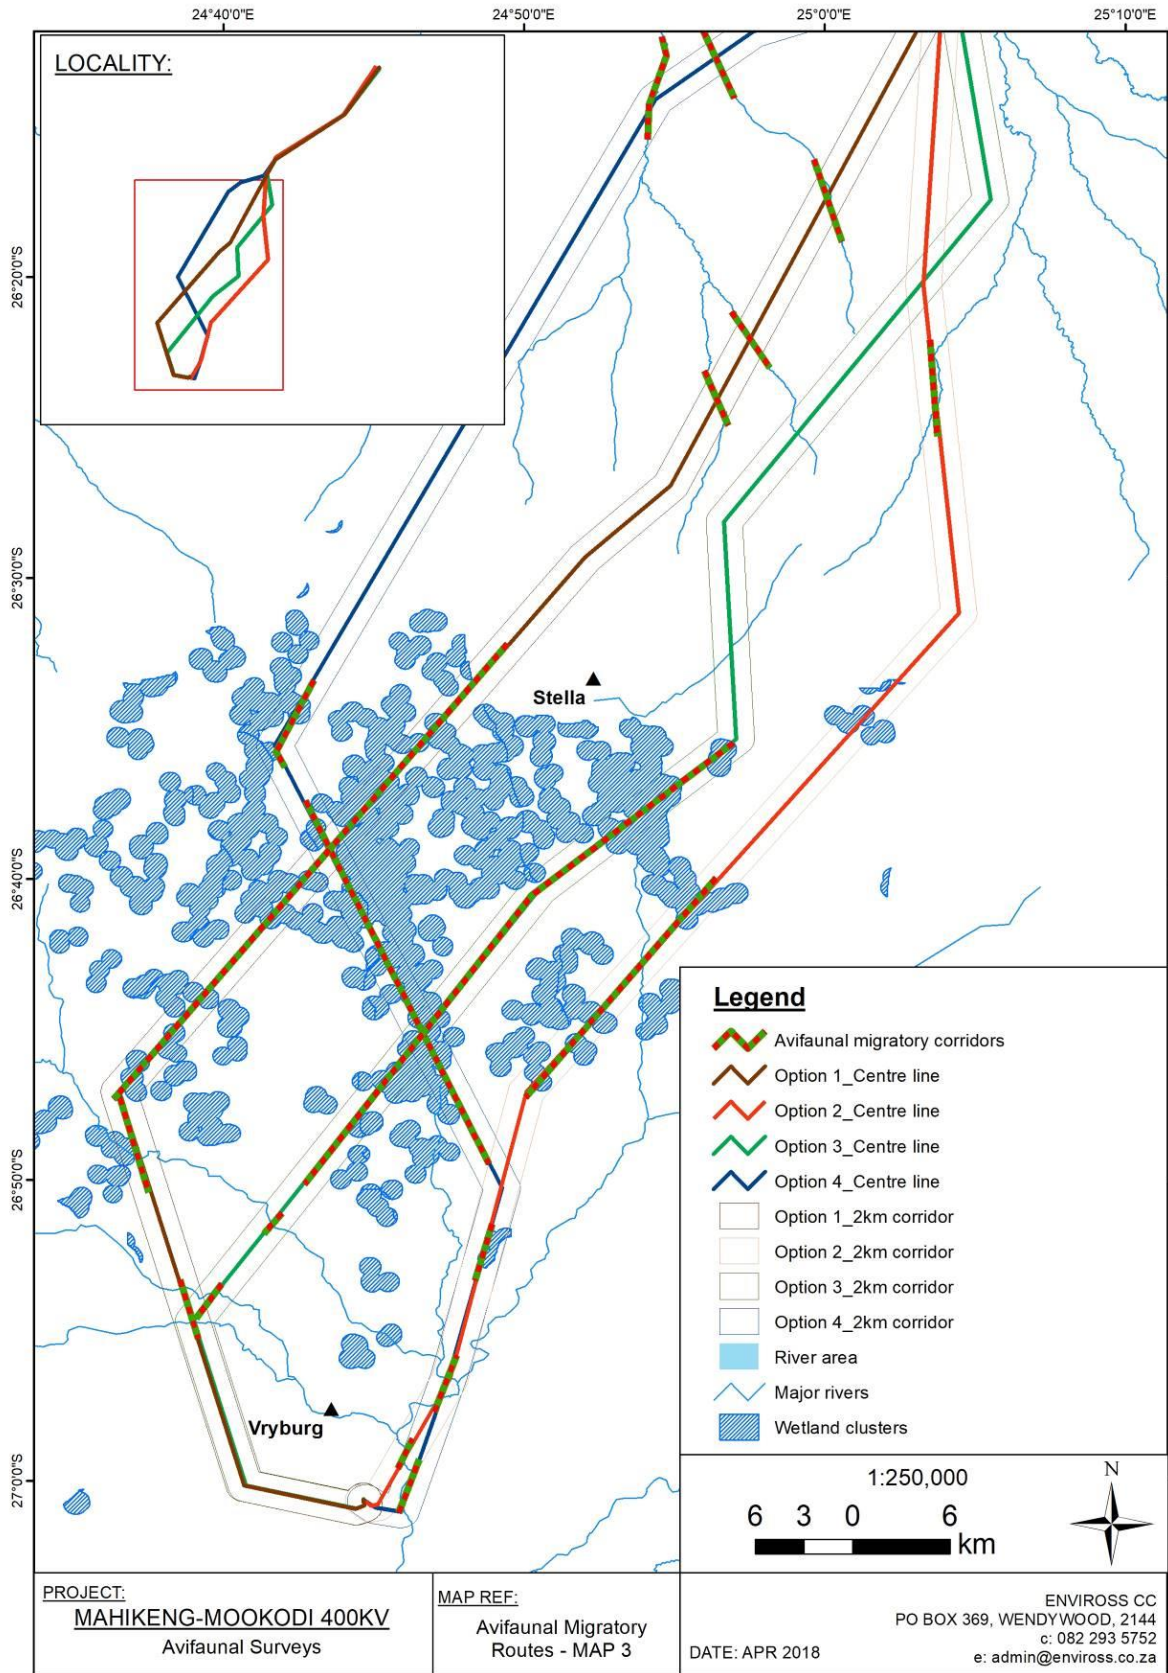 24°40'0"E
24°50'0"E
25°0'0"E
25°10'0"E
LOCALITY:
26°20'0"S
26°30'0"S
26°40'0"S
26°50'0"S
27°0'0"S
Stella
Vryburg
Legend
Avifaunal migratory corridors
Option 1_Centre line
Option 2_Centre line
Option 3_Centre line
Option 4_Centre line
Option 1_2km corridor
Option 2_2km corridor
Option 3_2km corridor
Option 4_2km corridor
River area
Major rivers
Wetland clusters
1:250,000
6 3 0 6
km
N
PROJECT:
MAHIKENG-MOOKODI 400KV
Avifaunal Surveys
MAP REF:
Avifaunal Migratory
Routes - MAP 3
DATE: APR 2018
ENVIROSS CC
PO BOX 369, WENDYWOOD, 2144
c: 082 293 5752
e: admin@enviross.co.za